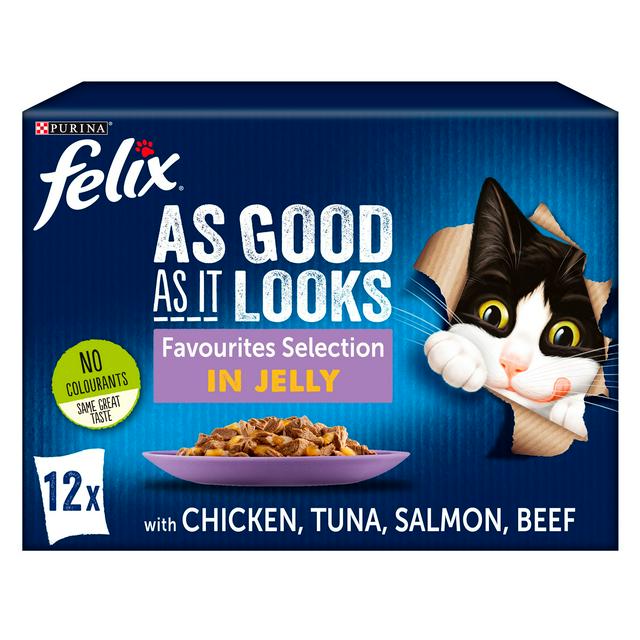 PURINA®
felix®
AS GOOD
AS IT LOOKS
Favourites Selection
IN JELLY
NO
COLOURANTS
SAME GREAT
TASTE
12x
with CHICKEN, TUNA, SALMON, BEEF